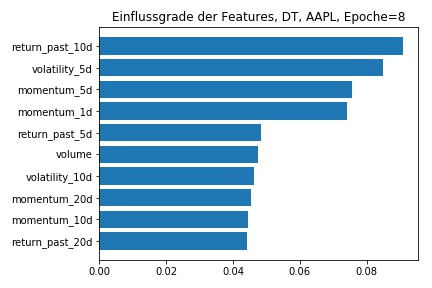 Einflussgrade der Features, DT, AAPL, Epoche=8
return_past_10d
volatility_5d
momentum_5d
momentum_1d
return_past_5d
volume
volatility_10d
momentum_20d
momentum_10d
return_past_20d
0.00 0.02 0.04 0.06 0.08